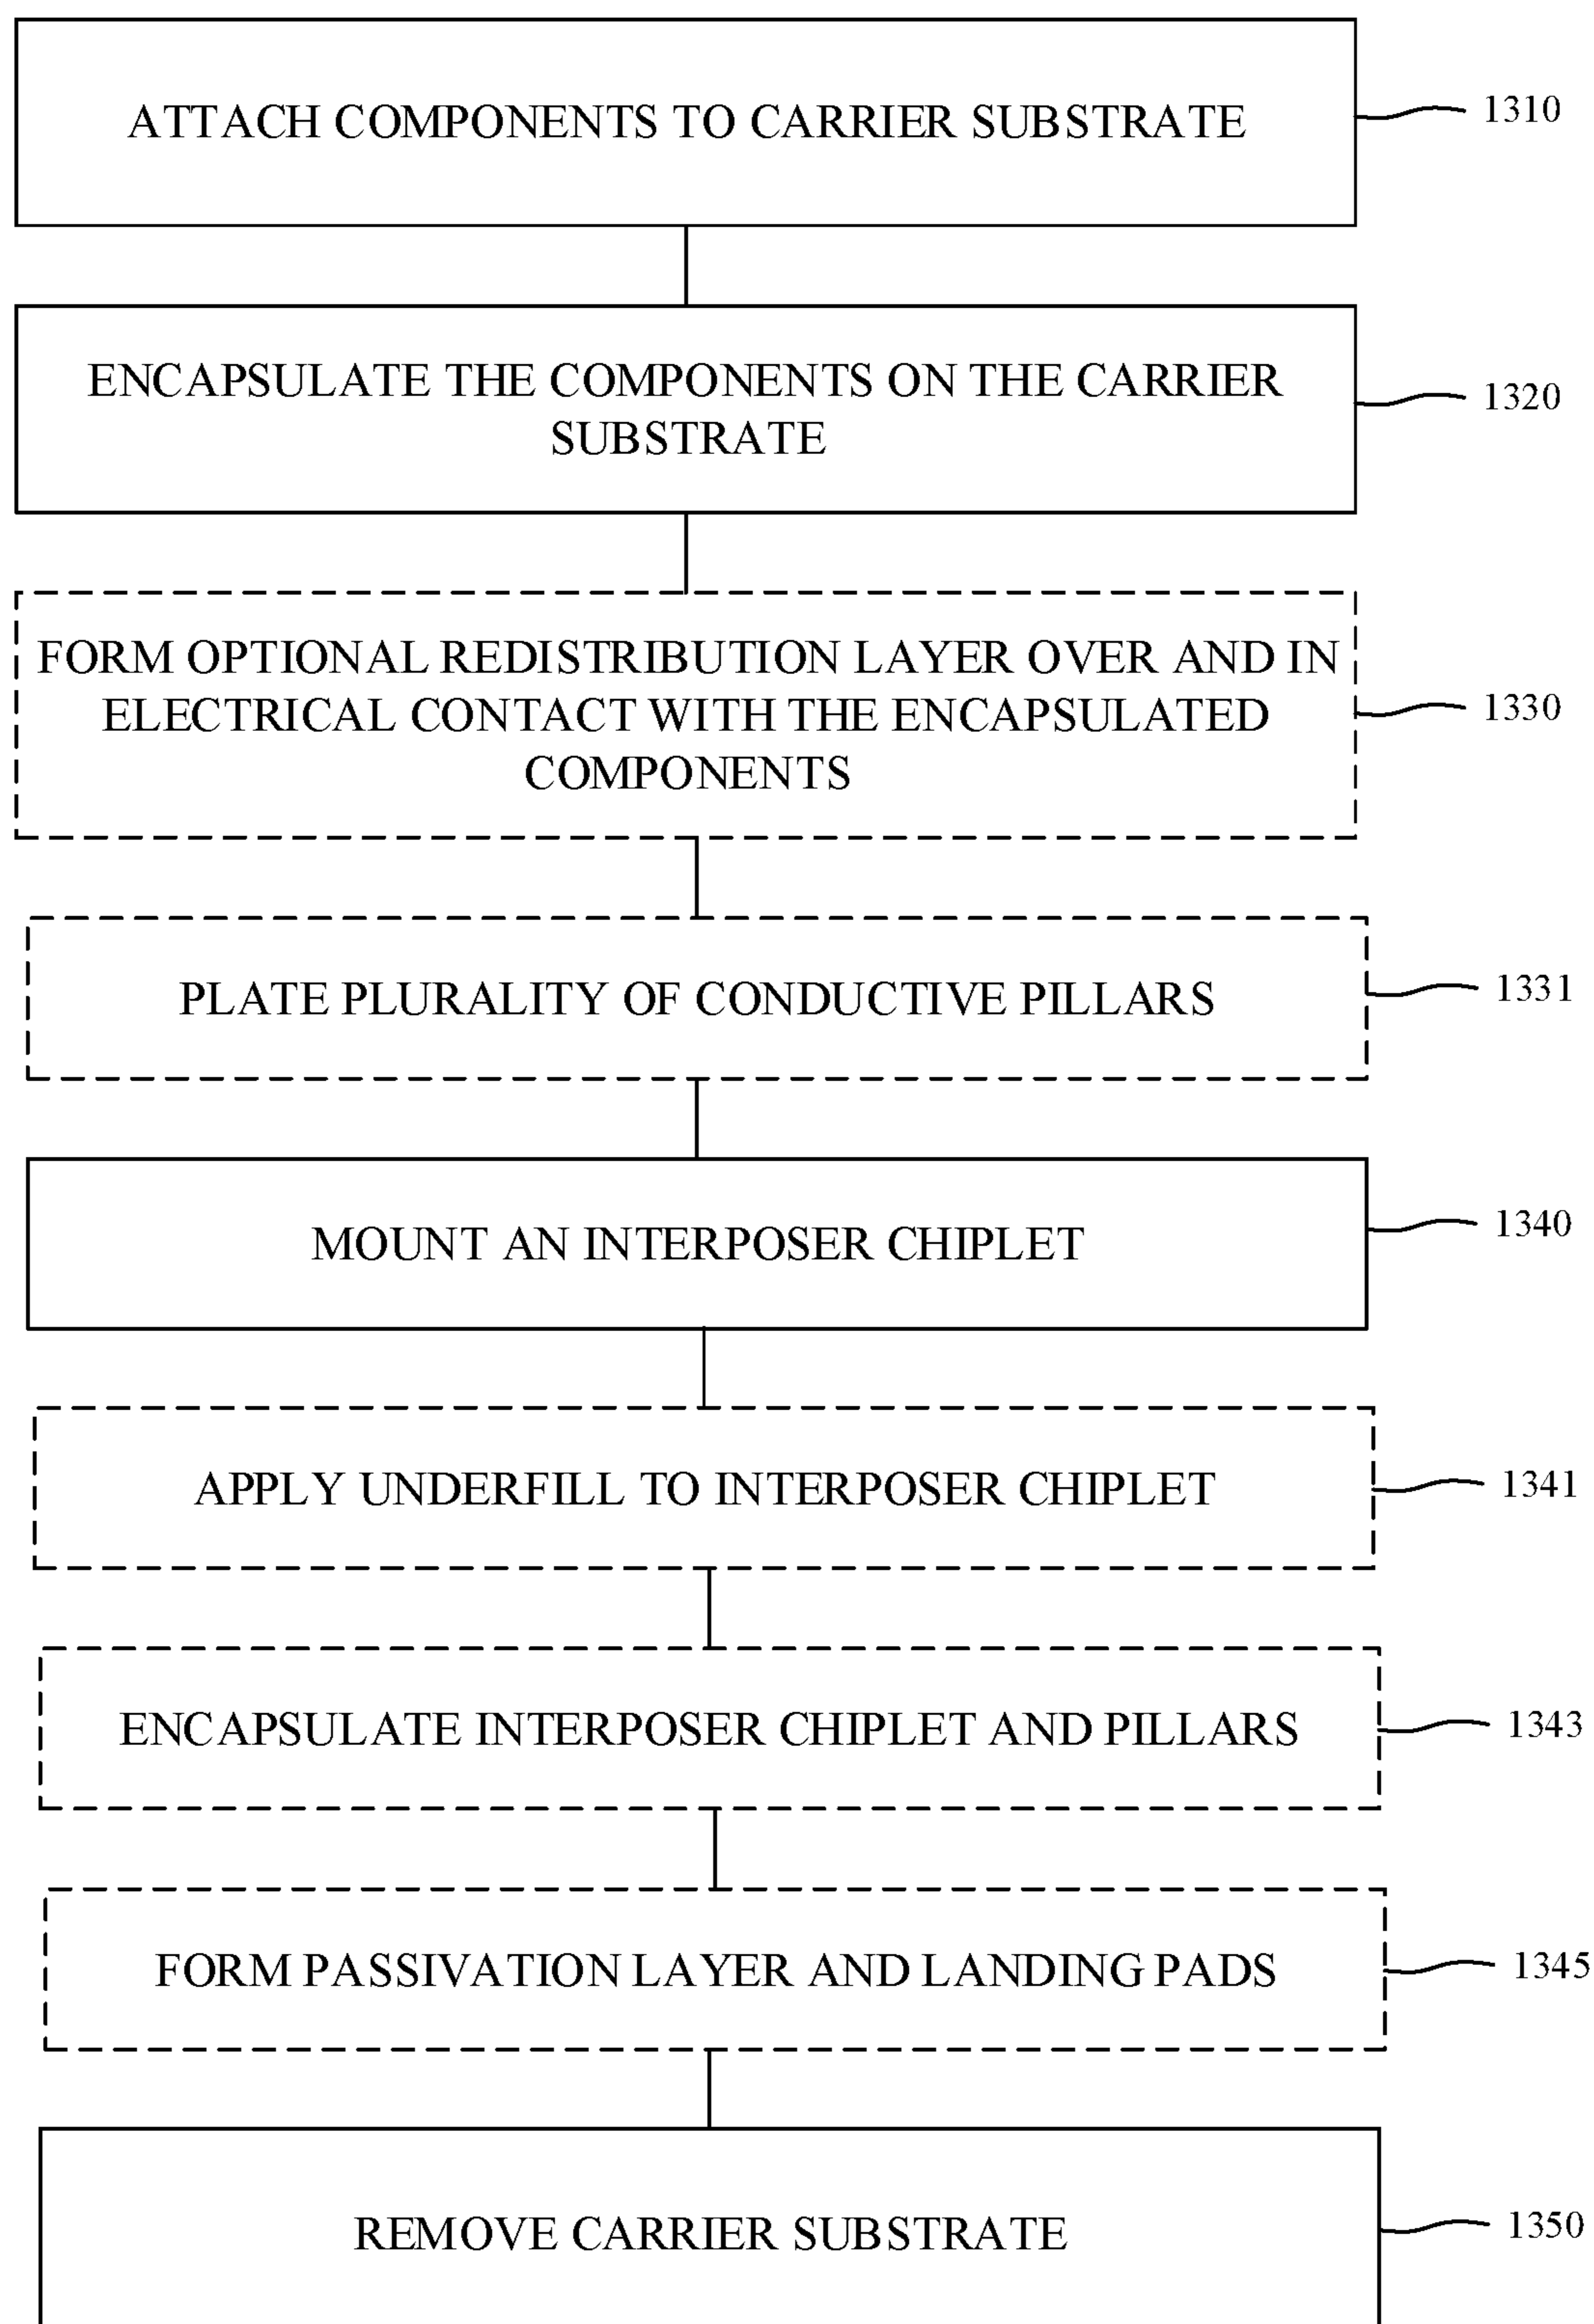 ATTACH COMPONENTS TO CARRIER SUBSTRATE
1310
ENCAPSULATE THE COMPONENTS ON THE CARRIER
SUBSTRATE
1320
FORM OPTIONAL REDISTRIBUTION LAYER OVER AND IN
ELECTRICAL CONTACT WITH THE ENCAPSULATED
COMPONENTS
1330
PLATE PLURALITY OF CONDUCTIVE PILLARS
1331
MOUNT AN INTERPOSER CHIPLET
1340
APPLY UNDERFILL TO INTERPOSER CHIPLET
1341
ENCAPSULATE INTERPOSER CHIPLET AND PILLARS
1343
FORM PASSIVATION LAYER AND LANDING PADS
1345
REMOVE CARRIER SUBSTRATE
1350